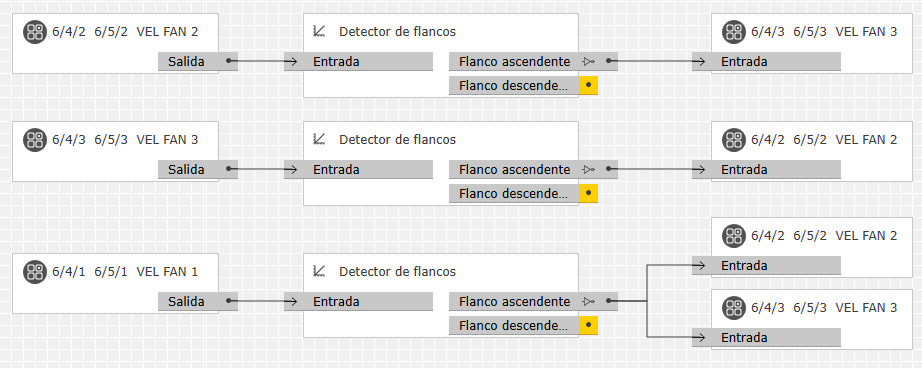 6/4/2 6/5/2 VEL FAN 2
Detector de flancos
6/4/3 6/5/3 VEL FAN 3
Salida
Entrada
Flanco ascendente
Entrada
Flanco descende...
6/4/3 6/5/3 VEL FAN 3
Detector de flancos
6/4/2 6/5/2 VEL FAN 2
Salida
Entrada
Flanco ascendente
Entrada
Flanco descende...
6/4/2 6/5/2 VEL FAN 2
Entrada
6/4/1 6/5/1 VEL FAN 1
Detector de flancos
Salida
Entrada
Flanco ascendente
Flanco descende...
6/4/3 6/5/3 VEL FAN 3
Entrada